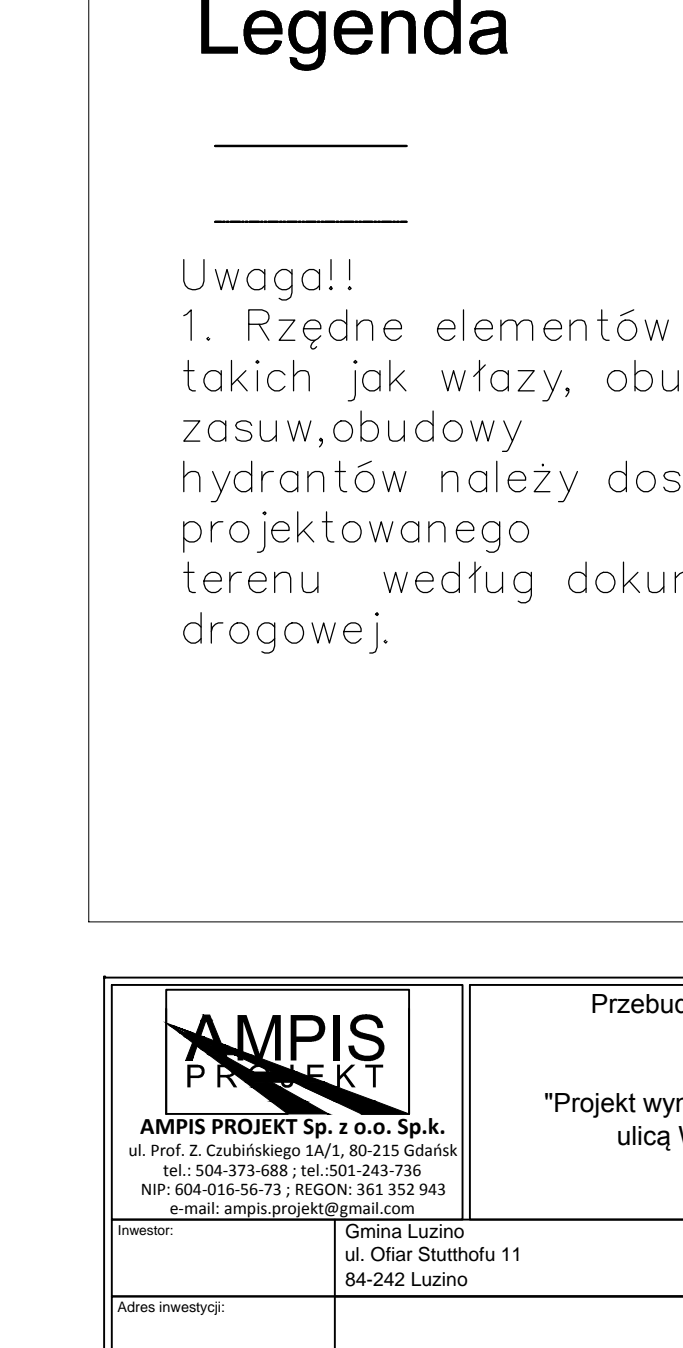 Legenda
Uwaga!!
1. Rzędne elementów
takich jak włazy, obu
zasuw,obudowy
hydrantów należy dos
projektowanego
terenu według dokum
drogowej.
AMPIS
PROJEKT
AMPIS PROJEKT Sp. z o.o. Sp.k.
ul. Prof. Z. Czubińskiego 1A/1, 80-215 Gdańsk
tel.: 504-373-688 ; tel.:501-243-736
NIP: 604-016-56-73 ; REGON: 361 352 943
e-mail: ampis.projekt@gmail.com
Przebud
"Projekt wym
ulicą W
Inwestor:
Gmina Luzino
ul. Ofiar Stutthofu 11
84-242 Luzino
Adres inwestycji: